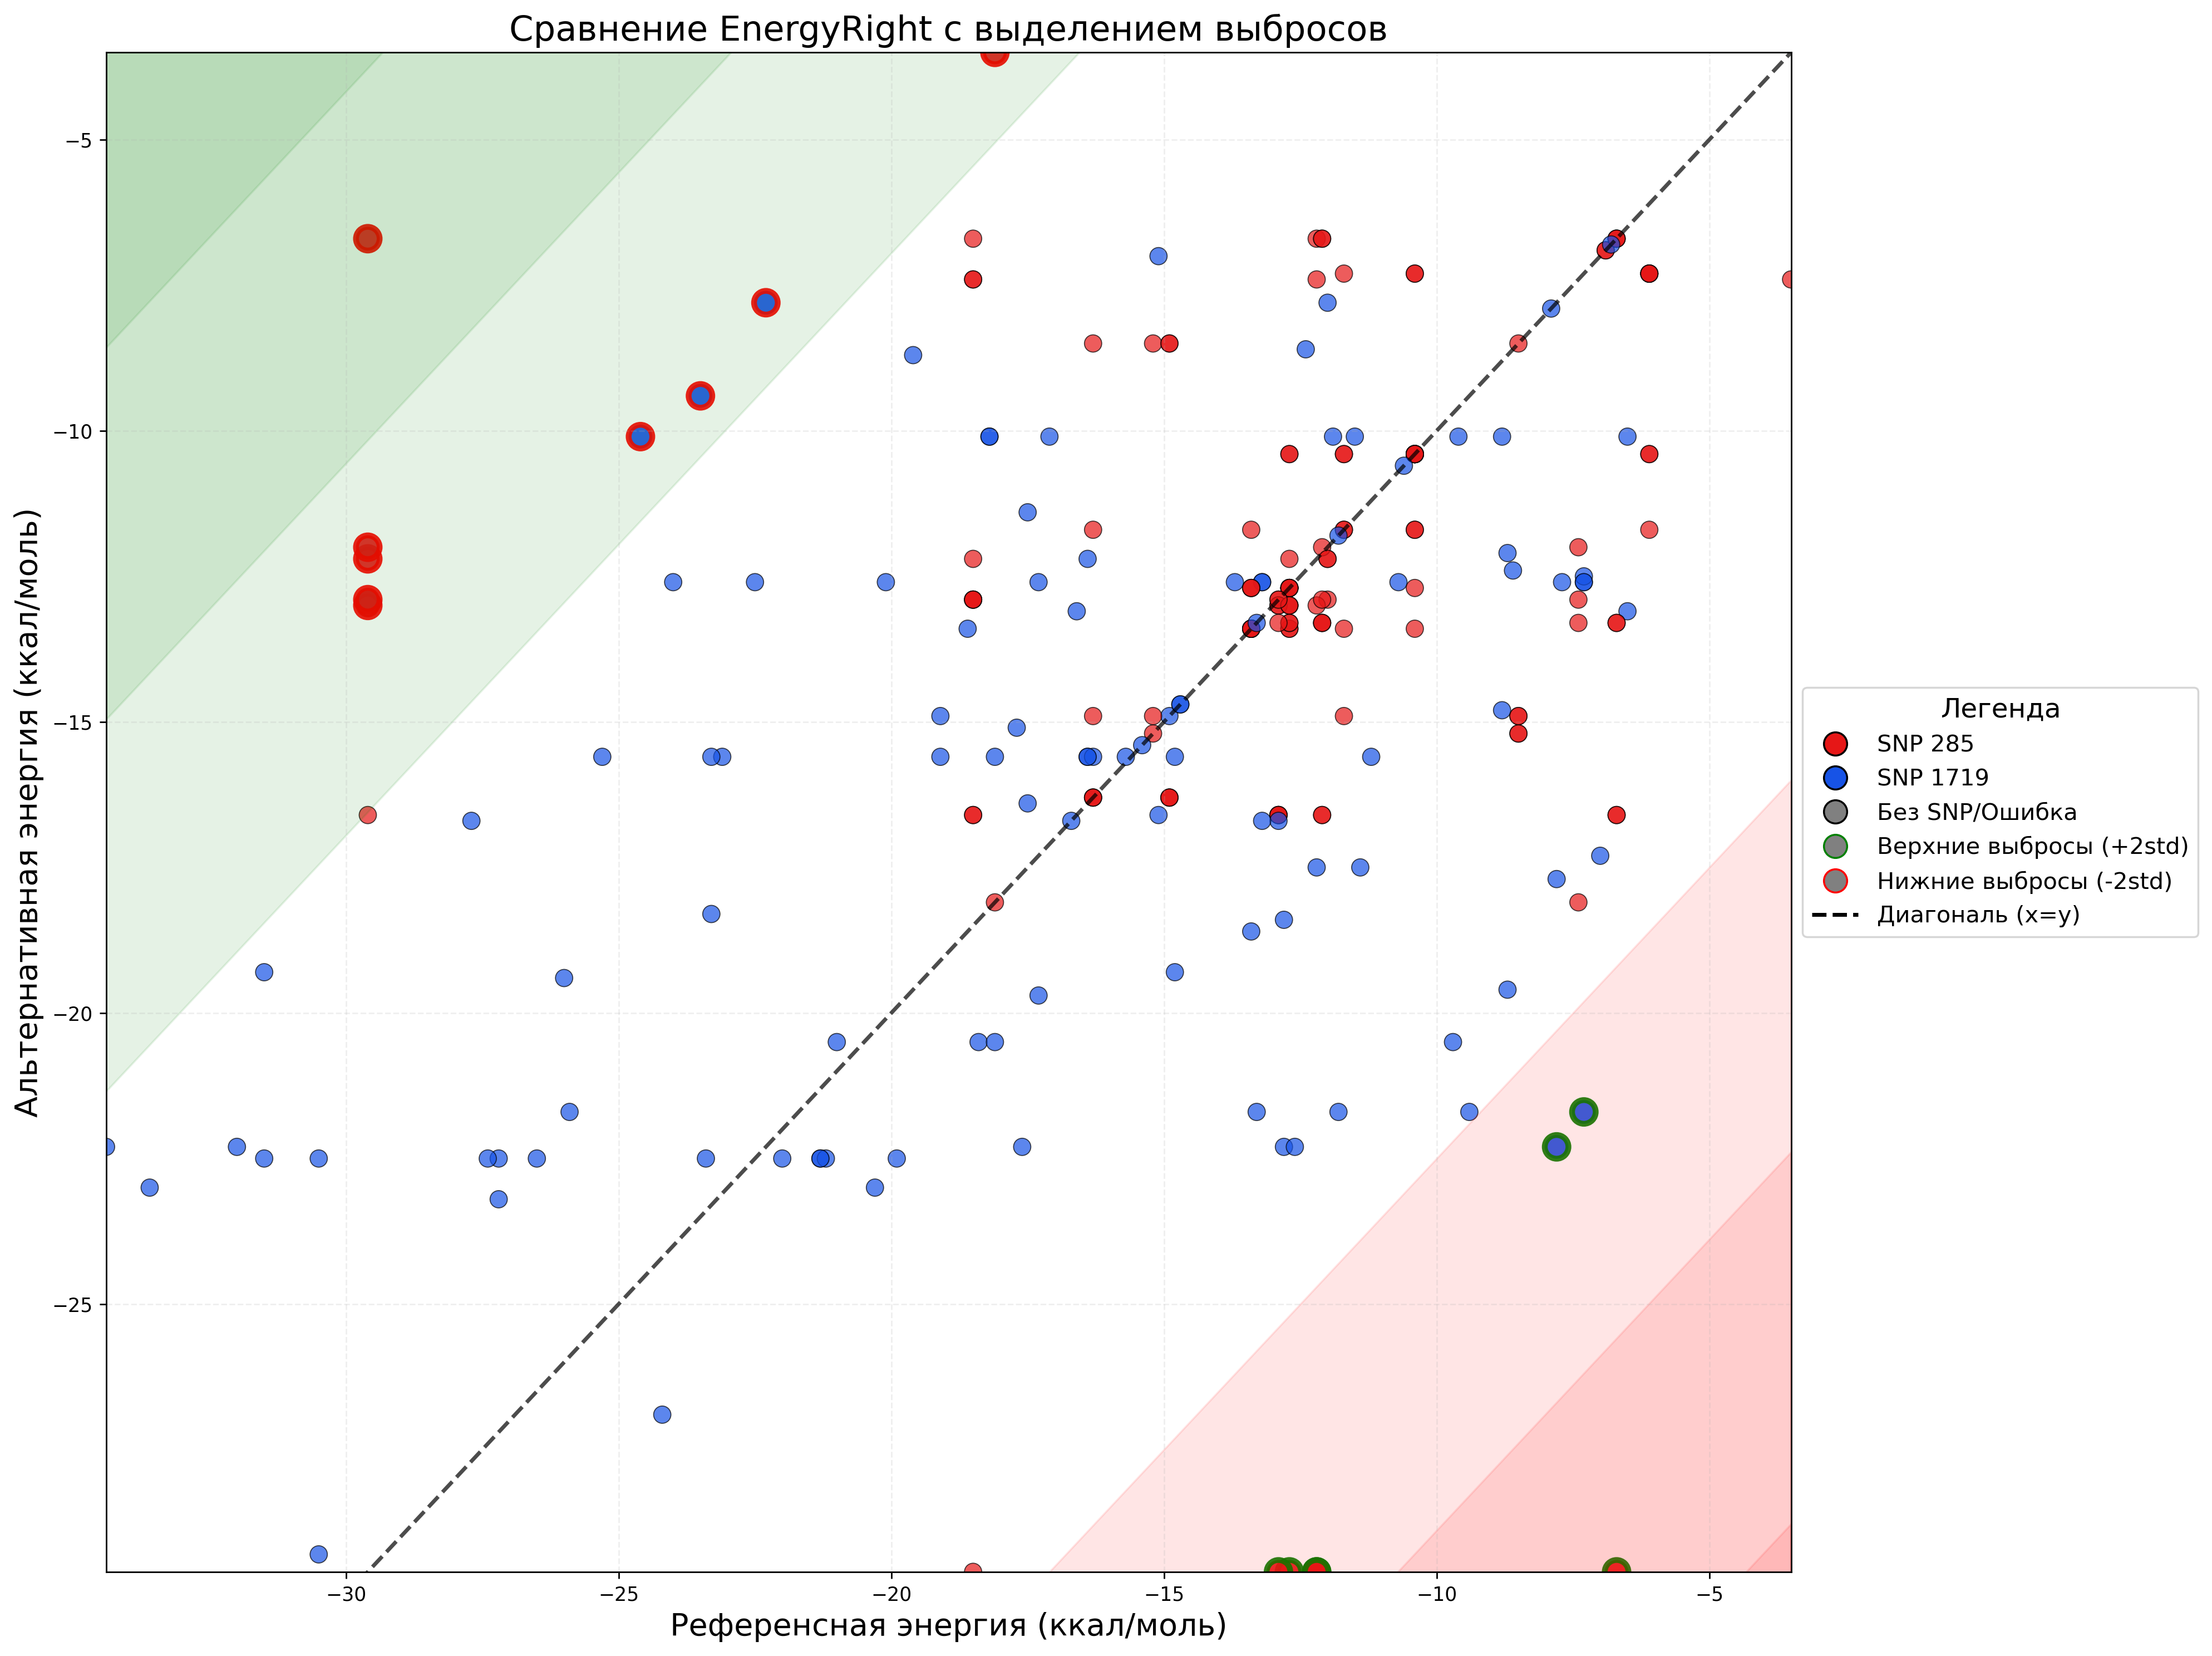 Сравнение EnergyRight с выделением выбросов
Альтернативная энергия (ккал/моль)
−5
−10
−15
−20
−25
−30
−25
−20
−15
−10
−5
Референсная энергия (ккал/моль)
Легенда
SNP 285
SNP 1719
Без SNP/Ошибка
Верхние выбросы (+2std)
Нижние выбросы (-2std)
Диагональ (x=y)